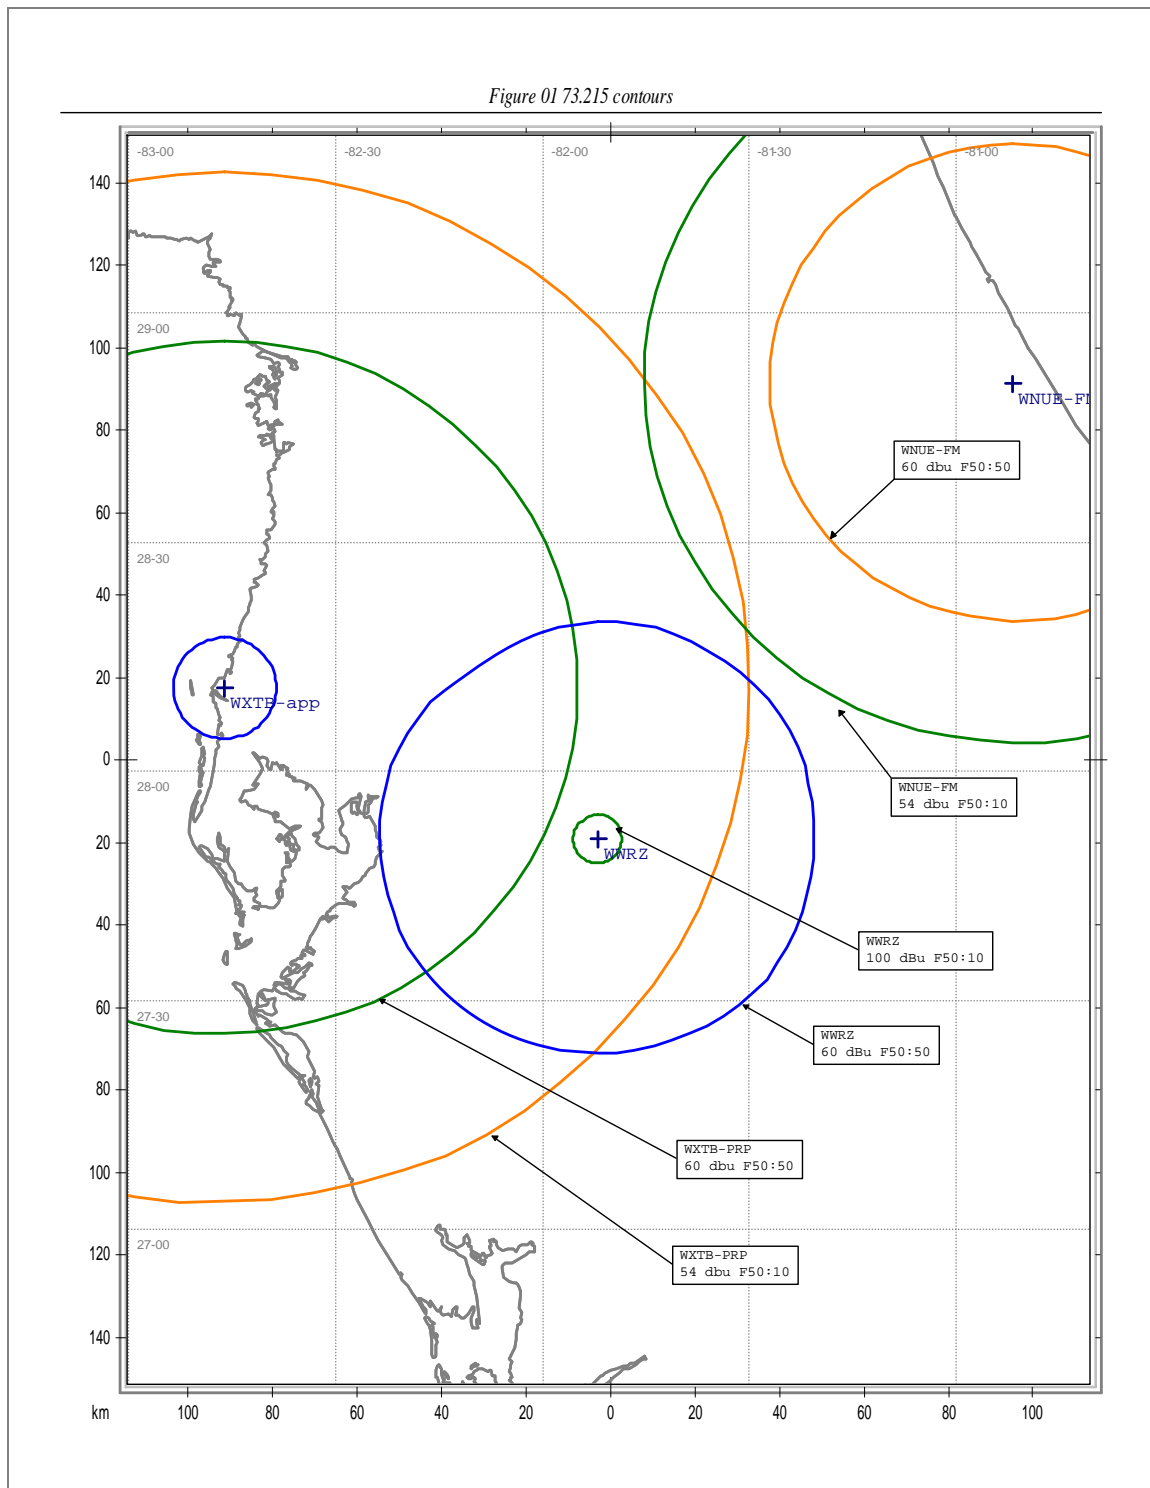 Figure 01 73.215 contours
-83-00 -82-30 -82-00 -81-30 -81-00
140
120
29-00
100
WNUE-FM
80
WNUE-FM
60 dbu F50:50
60
28-30
40
20
WXTB-app
0
28-00
WNUE-FM
54 dbu F50:10
20
WWRZ
40
WWRZ
100 dBu F50:10
60
27-30
WWRZ
60 dBu F50:50
80
100
WXTB-PRP
60 dbu F50:50
120
27-00
WXTB-PRP
54 dbu F50:10
140
km 100 80 60 40 20 0 20 40 60 80 100